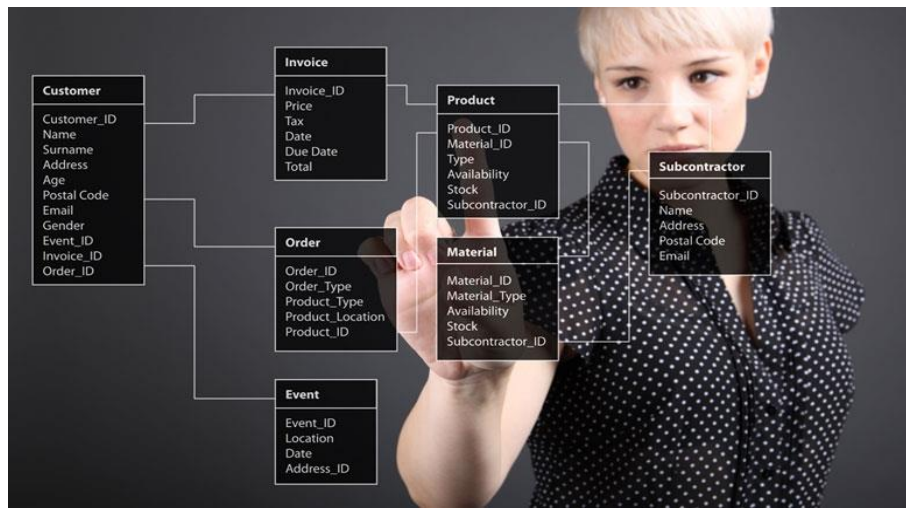 Customer
Customer_ID
Name
Surname
Address
Age
Postal Code
Email
Gender
Event_ID
Invoice_ID
Order_ID
Invoice
Invoice_ID
Price
Tax
Date
Due Date
Total
Order
Order_ID
Order_Type
Product_Type
Product_Location
Product_ID
Event
Event_ID
Location
Date
Address_ID
Product
Product_ID
Material_ID
Type
Availability
Stock
Subcontractor_ID
Material
Material_ID
Material_Type
Availability
Stock
Subcontractor_ID
Subcontractor
Subcontractor_ID
Name
Address
Postal Code
Email